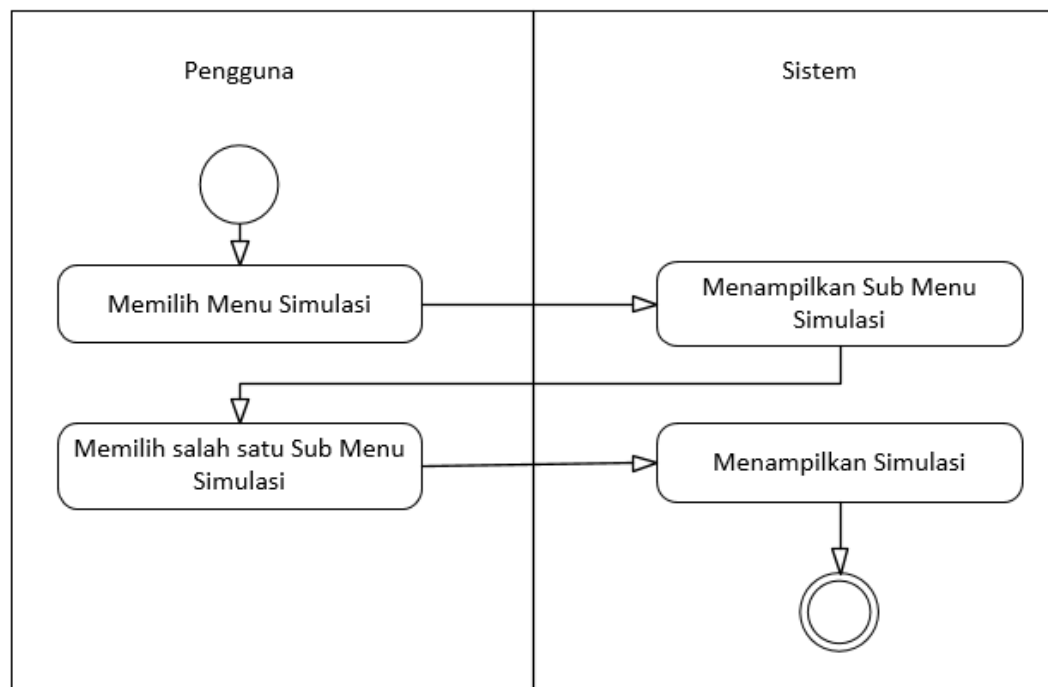 Pengguna
Sistem
Memilih Menu Simulasi
Menampilkan Sub Menu
Simulasi
Memilih salah satu Sub Menu
Simulasi
Menampilkan Simulasi